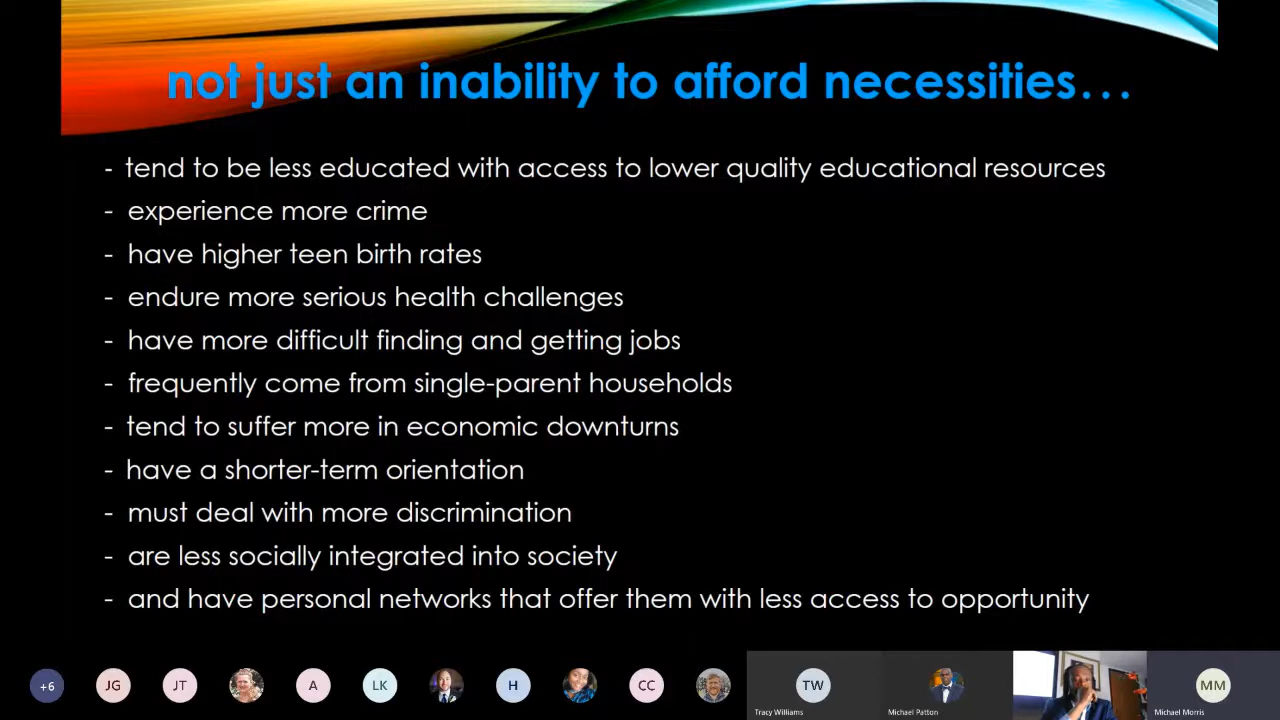 not just an inability to afford necessities...
- tend to be less educated with access to lower quality educational resources
- experience more crime
- have higher teen birth rates
- endure more serious health challenges
- have more difficult finding and getting jobs
- frequently come from single-parent households
- tend to suffer more in economic downturns
- have a shorter-term orientation
- must deal with more discrimination
- are less socially integrated into society
- and have personal networks that offer them with less access to opportunity
+6 JG JT A LK H CC TW MM
Tracy Williams Michael Patton Michael Morris